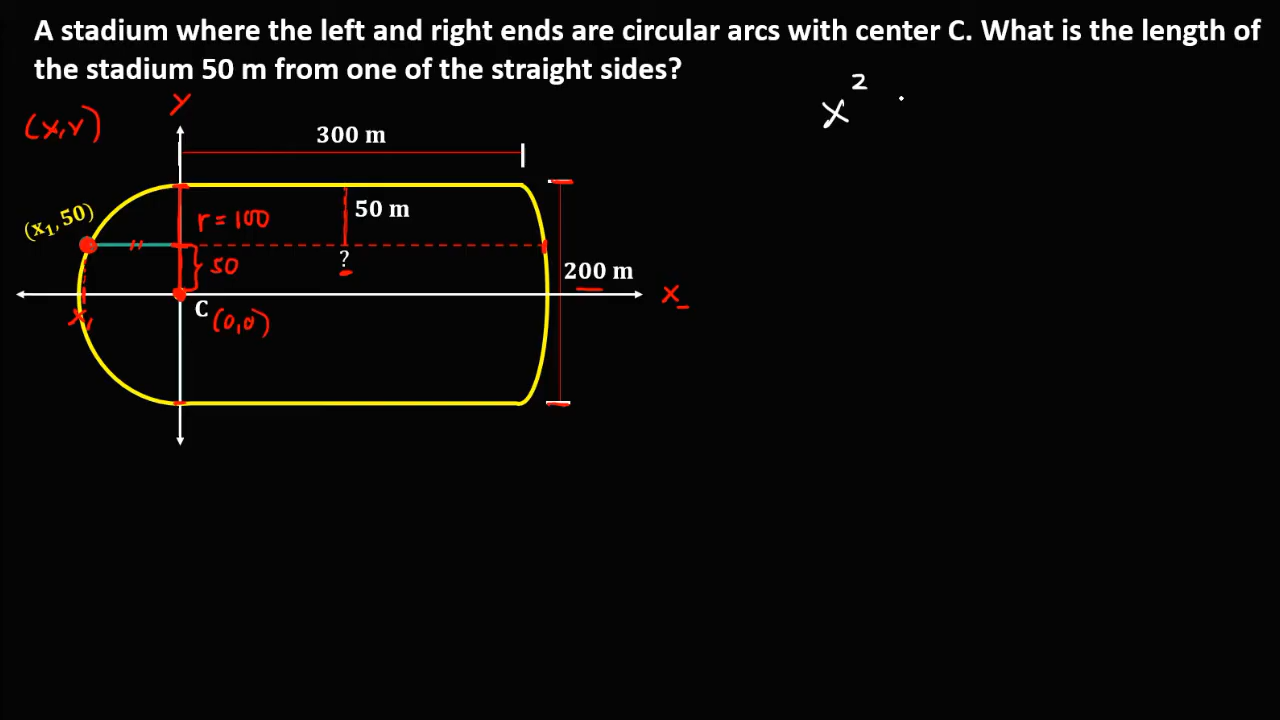 A stadium where the left and right ends are circular arcs with center C. What is the length of
the stadium 50 m from one of the straight sides?
x²
Y
(x,y)
300 m
(x₁, 50)
r = 100
50 m
50
?
200 m
x
x₁
C
(0,0)